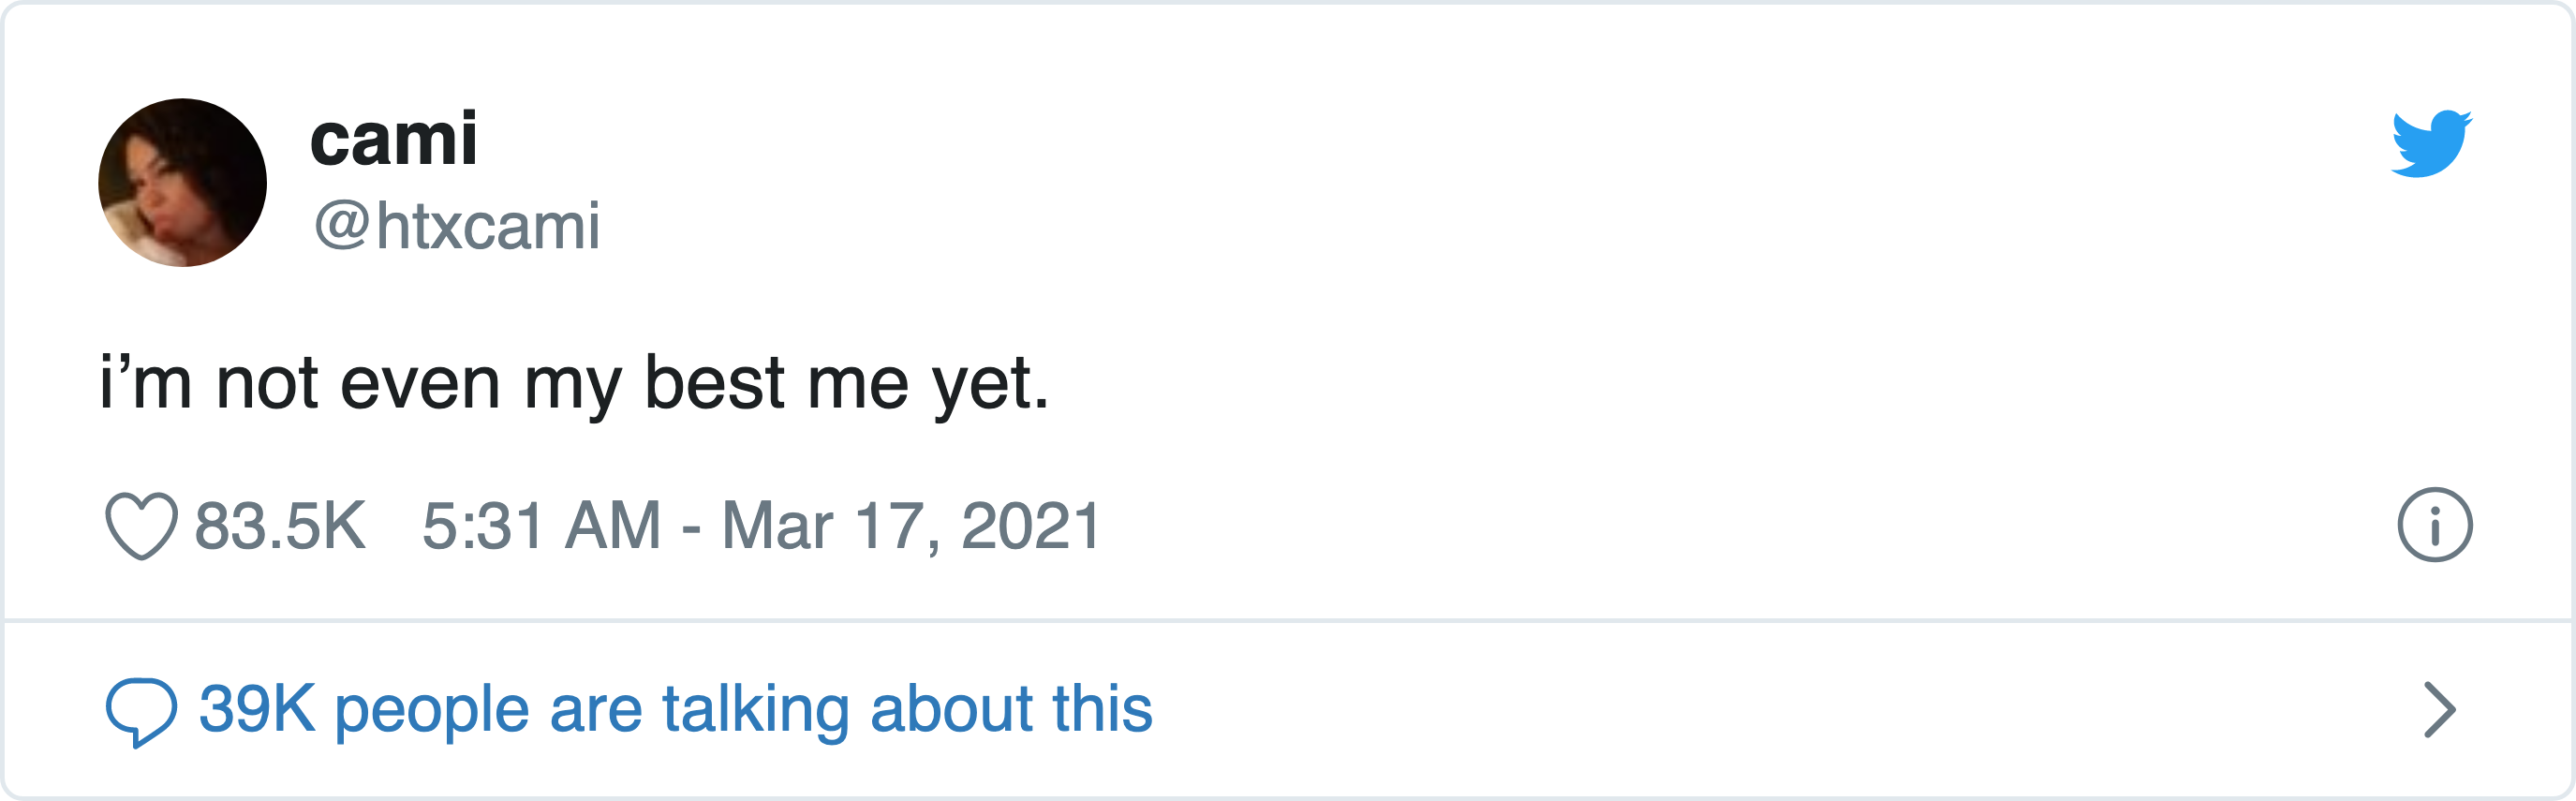 cami
@htxcami
i’m not even my best me yet.
83.5K 5:31 AM - Mar 17, 2021
39K people are talking about this